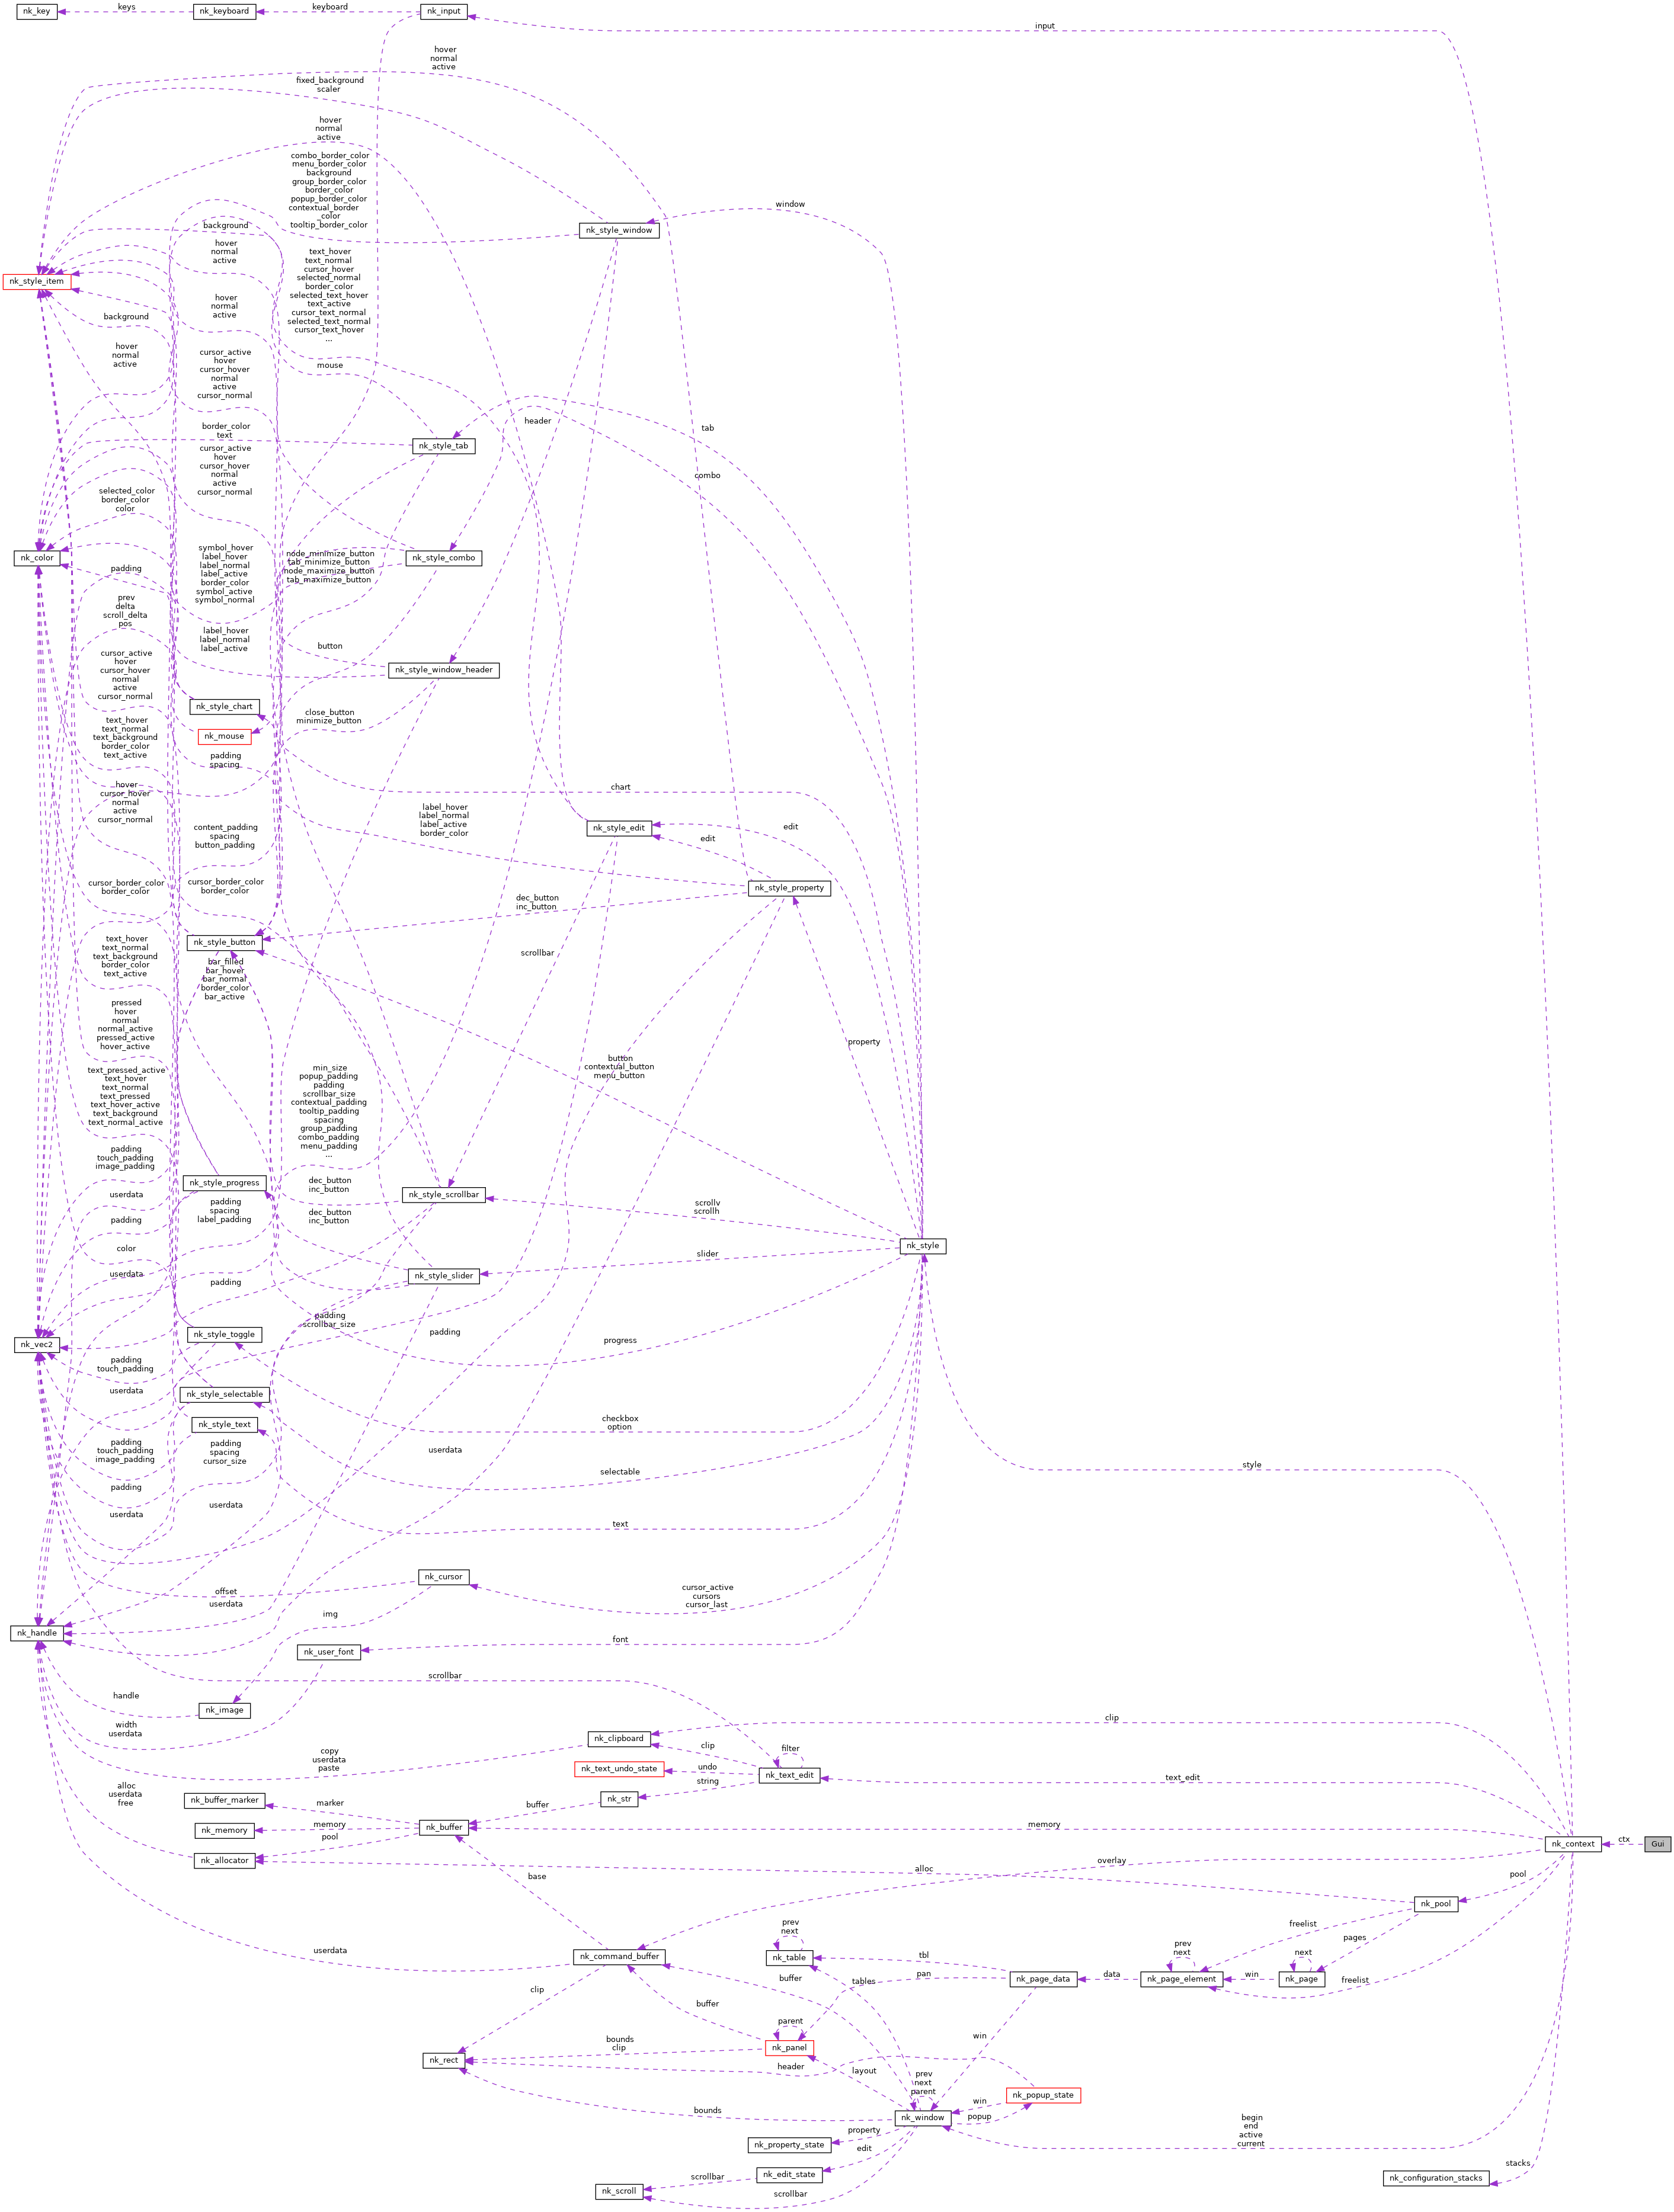 nk_key
keys
nk_keyboard
keyboard
nk_input
input
hover
normal
active
fixed_background
scaler
hover
normal
active
combo_border_color
menu_border_color
background
group_border_color
border_color
popup_border_color
contextual_border
_color
tooltip_border_color
window
nk_style_window
background
hover
normal
active
text_hover
text_normal
cursor_hover
selected_normal
border_color
selected_text_hover
text_active
cursor_text_normal
selected_text_normal
cursor_text_hover
...
nk_style_item
hover
normal
active
background
hover
normal
active
cursor_active
hover
cursor_hover
normal
active
cursor_normal
mouse
header
tab
border_color
text
nk_style_tab
cursor_active
hover
cursor_hover
normal
active
cursor_normal
combo
selected_color
border_color
color
nk_color
symbol_hover
label_hover
label_normal
label_active
border_color
symbol_active
symbol_normal
node_minimize_button
tab_minimize_button
node_maximize_button
tab_maximize_button
nk_style_combo
padding
prev
delta
scroll_delta
pos
label_hover
label_normal
label_active
button
nk_style_window_header
cursor_active
hover
cursor_hover
normal
active
cursor_normal
nk_style_chart
close_button
minimize_button
nk_mouse
text_hover
text_normal
text_background
border_color
text_active
padding
spacing
chart
hover
cursor_hover
normal
active
cursor_normal
label_hover
label_normal
label_active
border_color
content_padding
spacing
button_padding
nk_style_edit
edit
edit
nk_style_property
cursor_border_color
border_color
cursor_border_color
border_color
dec_button
inc_button
nk_style_button
scrollbar
text_hover
text_normal
text_background
border_color
text_active
bar_filled
bar_hover
bar_normal
border_color
bar_active
pressed
hover
normal
normal_active
pressed_active
hover_active
button
contextual_button
menu_button
property
text_pressed_active
text_hover
text_normal
text_pressed
text_hover_active
text_background
text_normal_active
min_size
popup_padding
padding
scrollbar_size
contextual_padding
tooltip_padding
spacing
group_padding
combo_padding
menu_padding
...
padding
touch_padding
image_padding
nk_style_progress
dec_button
inc_button
nk_style_scrollbar
userdata
padding
spacing
label_padding
scrollv
scrollh
padding
dec_button
inc_button
color
nk_style
slider
userdata
padding
nk_style_slider
nk_vec2
nk_style_toggle
padding
scrollbar_size
padding
progress
padding
touch_padding
userdata
nk_style_selectable
nk_style_text
checkbox
option
padding
touch_padding
image_padding
padding
spacing
cursor_size
userdata
selectable
style
padding
userdata
userdata
text
nk_cursor
offset
userdata
img
cursor_active
cursors
cursor_last
nk_handle
nk_user_font
font
scrollbar
handle
nk_image
width
userdata
copy
userdata
paste
nk_clipboard
clip
clip
filter
nk_text_undo_state
undo
nk_text_edit
text_edit
string
alloc
userdata
free
nk_buffer_marker
marker
nk_str
buffer
nk_memory
memory
nk_buffer
memory
pool
nk_allocator
nk_context
ctx
Gui
overlay
alloc
base
pool
nk_pool
freelist
pages
prev
next
userdata
nk_command_buffer
nk_table
tbl
prev
next
next
pan
nk_page_data
data
nk_page_element
win
nk_page
freelist
buffer
tables
clip
buffer
parent
nk_panel
bounds
clip
nk_rect
win
header
layout
prev
next
parent
nk_popup_state
win
popup
bounds
nk_window
property
nk_property_state
begin
end
active
current
edit
stacks
scrollbar
nk_edit_state
nk_configuration_stacks
nk_scroll
scrollbar